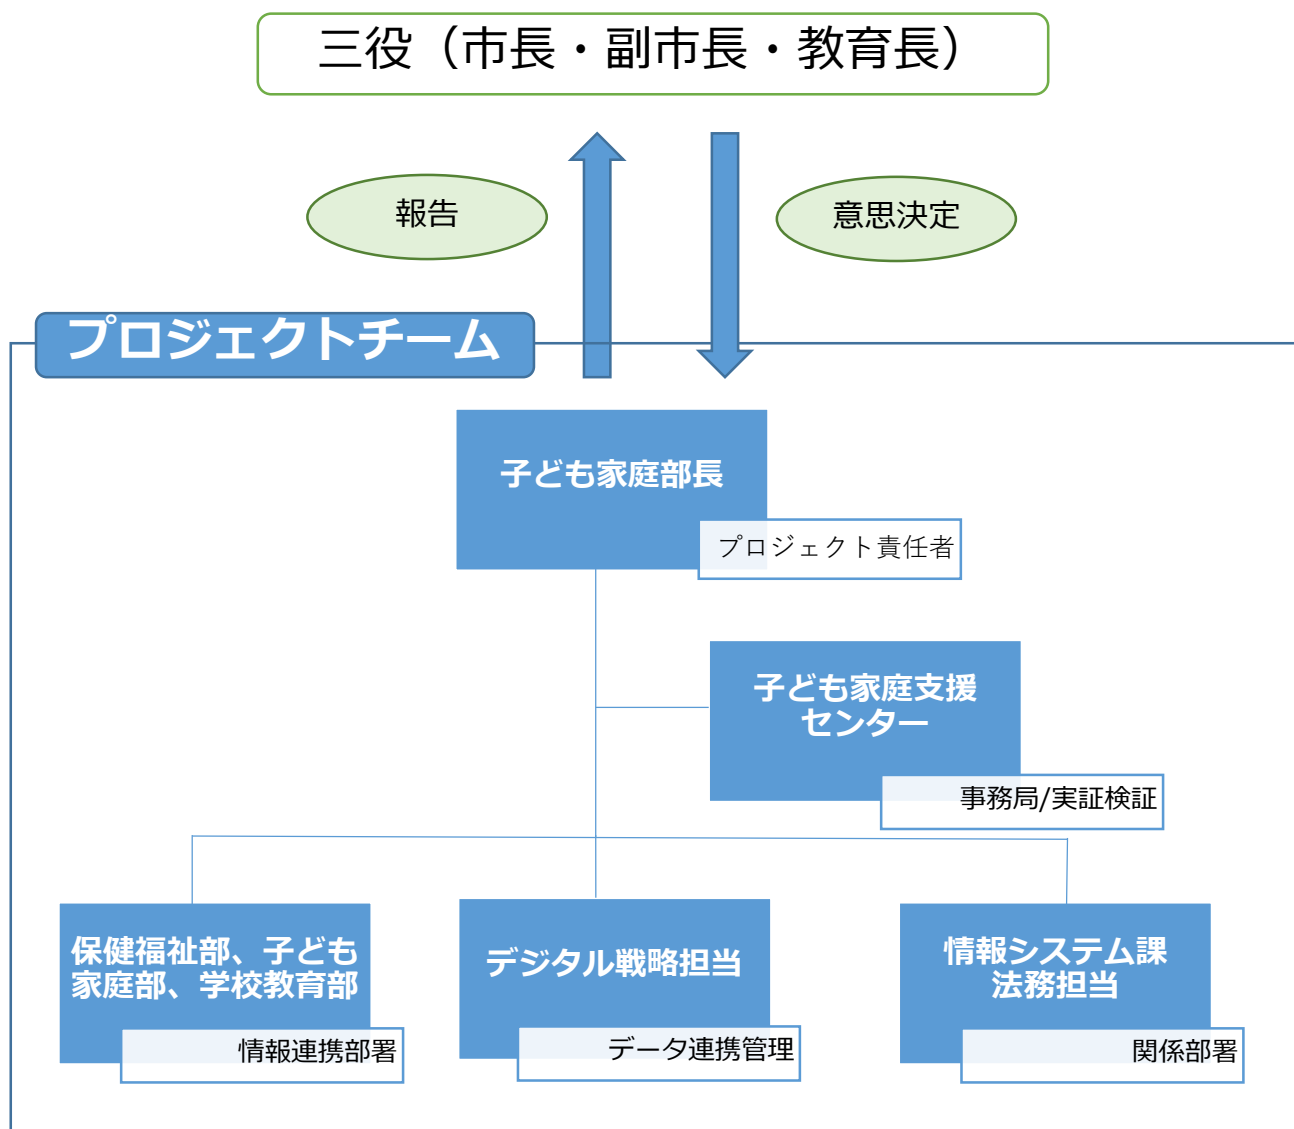 三役（市長・副市長・教育長）
報告
意思決定
プロジェクトチーム
子ども家庭部長
プロジェクト責任者
子ども家庭支援
センター
事務局/実証検証
保健福祉部、子ども
家庭部、学校教育部
情報連携部署
デジタル戦略担当
データ連携管理
情報システム課
法務担当
関係部署